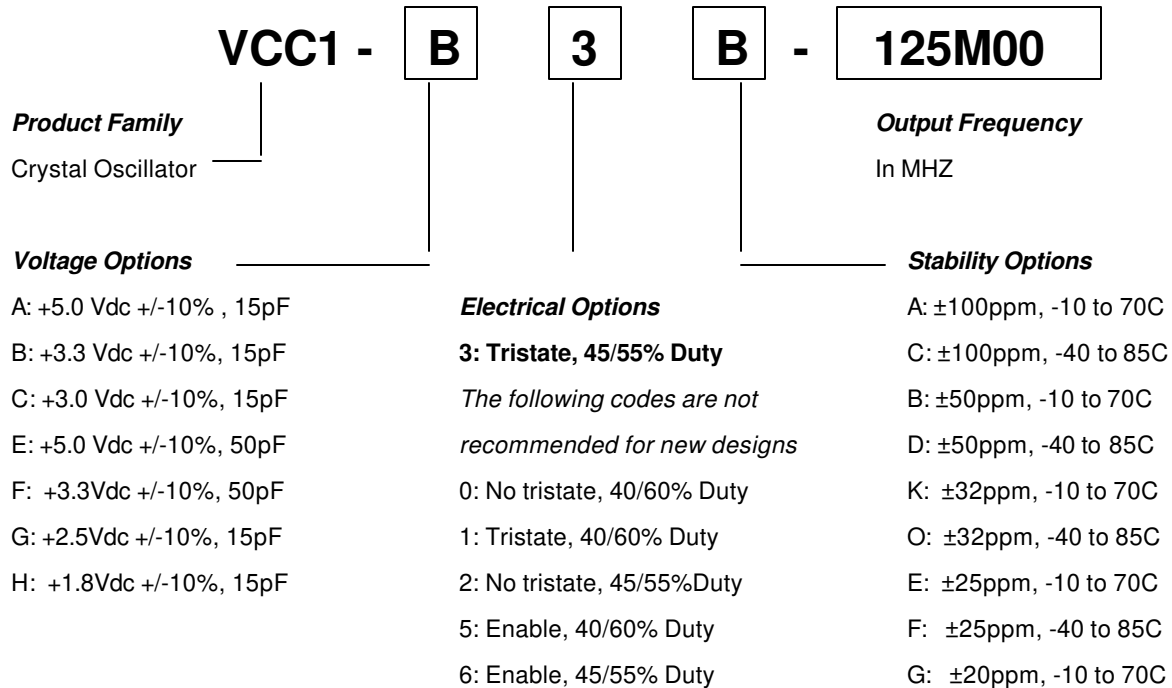 VCC1 - B 3 B - 125M00
Product Family
Crystal Oscillator
Output Frequency
In MHZ
Voltage Options
A: +5.0 Vdc +/-10% , 15pF
B: +3.3 Vdc +/-10%, 15pF
C: +3.0 Vdc +/-10%, 15pF
E: +5.0 Vdc +/-10%, 50pF
F: +3.3Vdc +/-10%, 50pF
G: +2.5Vdc +/-10%, 15pF
H: +1.8Vdc +/-10%, 15pF
Electrical Options
3: Tristate, 45/55% Duty
The following codes are not
recommended for new designs
0: No tristate, 40/60% Duty
1: Tristate, 40/60% Duty
2: No tristate, 45/55%Duty
5: Enable, 40/60% Duty
6: Enable, 45/55% Duty
Stability Options
A: ±100ppm, -10 to 70C
C: ±100ppm, -40 to 85C
B: ±50ppm, -10 to 70C
D: ±50ppm, -40 to 85C
K: ±32ppm, -10 to 70C
O: ±32ppm, -40 to 85C
E: ±25ppm, -10 to 70C
F: ±25ppm, -40 to 85C
G: ±20ppm, -10 to 70C